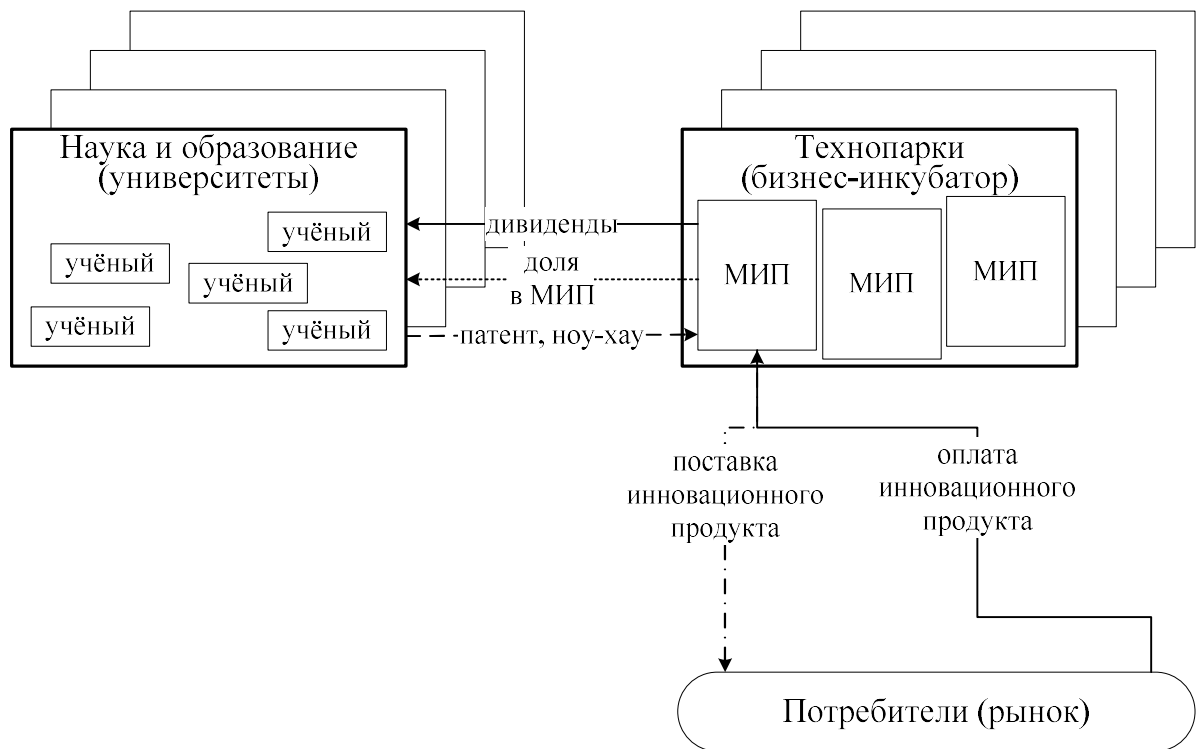 Наука и образование
(университеты)
учёный
учёный
учёный
учёный
учёный
дивиденды
доля
в МИП
патент, ноу-хау
Технопарки
(бизнес-инкубатор)
МИП
МИП
МИП
поставка
инновационного
продукта
оплата
инновационного
продукта
Потребители (рынок)